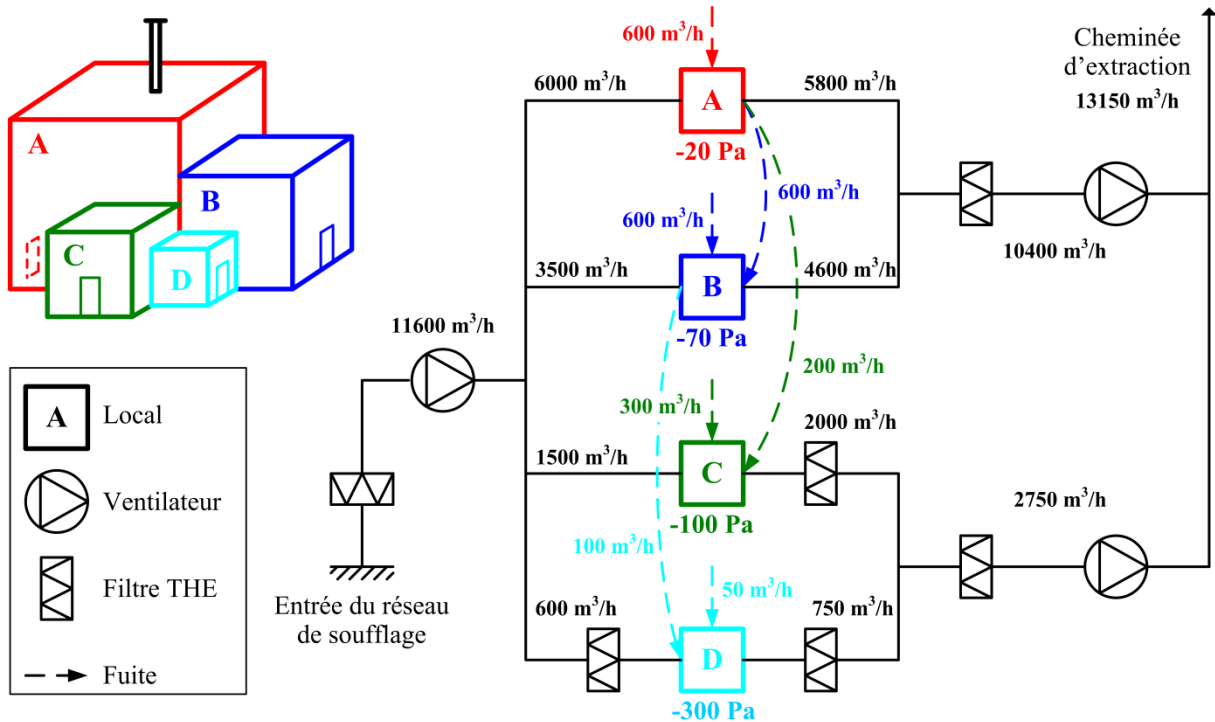 A
B
C
D
A
Local
Ventilateur
Filtre THE
Fuite
Entrée du réseau
de soufflage
11600 m³/h
600 m³/h
6000 m³/h
A
5800 m³/h
-20 Pa
600 m³/h
600 m³/h
3500 m³/h
B
4600 m³/h
-70 Pa
200 m³/h
300 m³/h
2000 m³/h
1500 m³/h
C
-100 Pa
100 m³/h
50 m³/h
600 m³/h
750 m³/h
D
-300 Pa
Cheminée
d’extraction
13150 m³/h
10400 m³/h
2750 m³/h